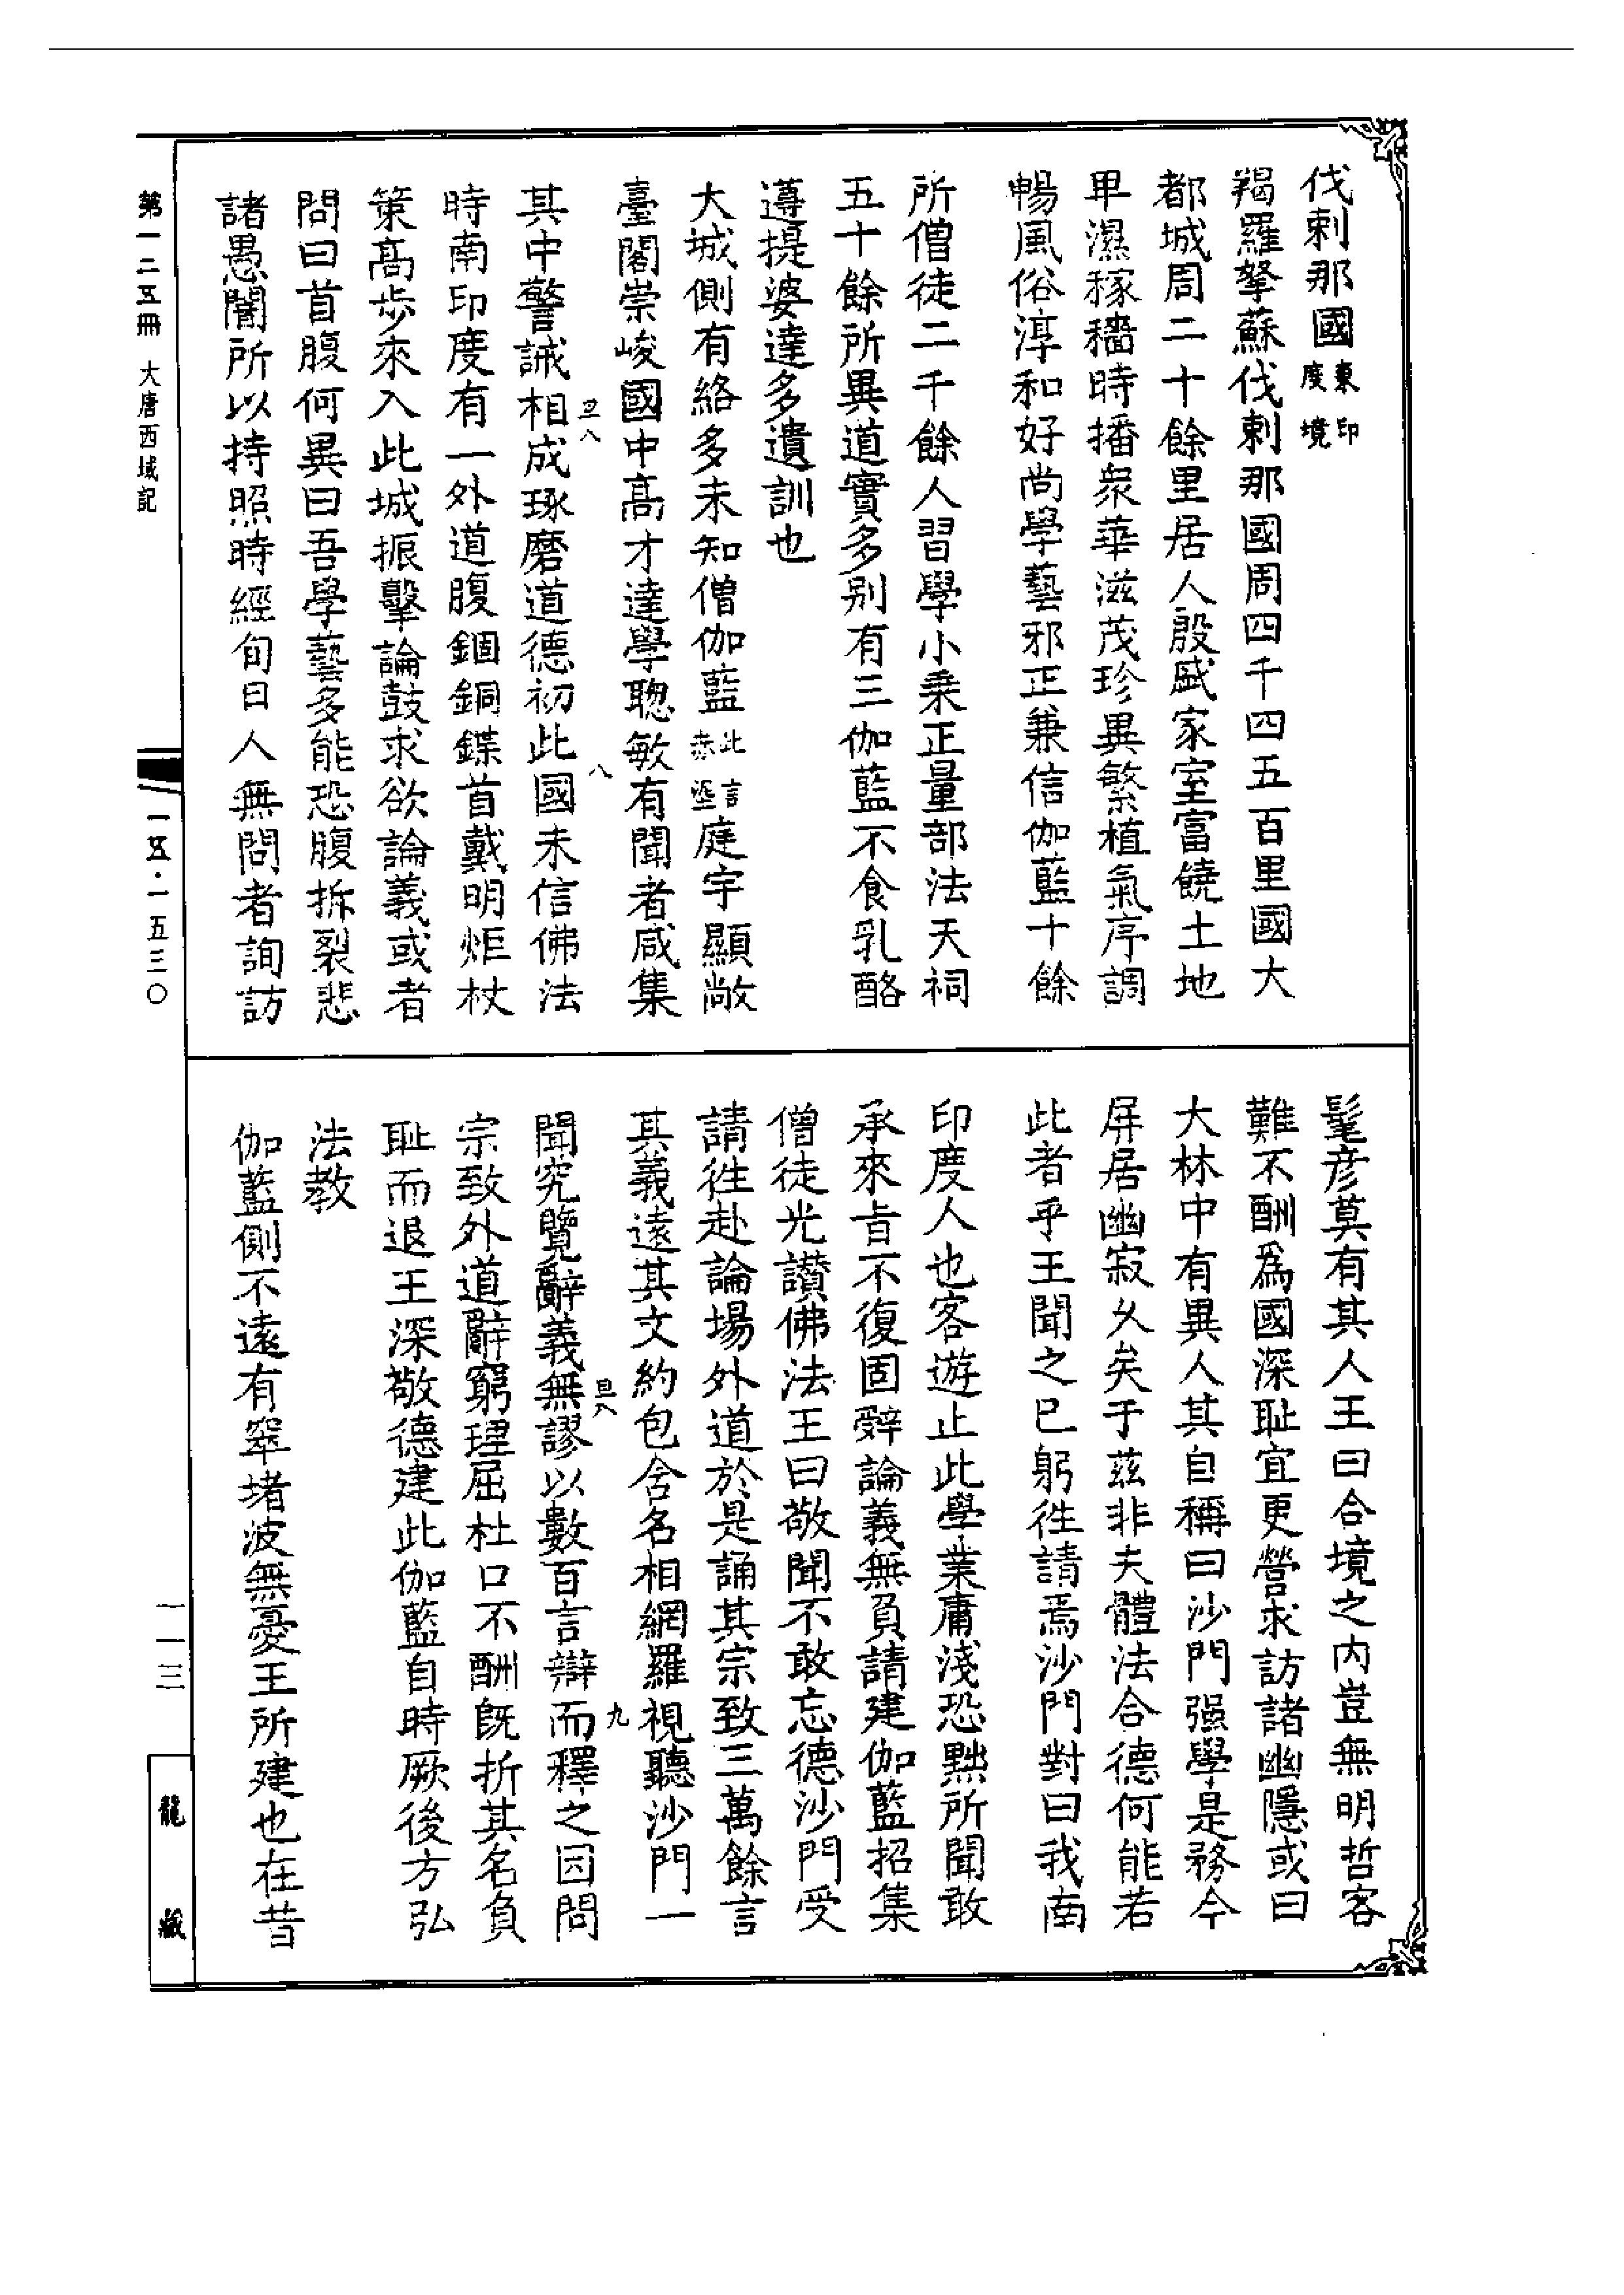 伐剌那國東印度境
羯羅拏蘇伐剌那國周四千四五百里國大
都城周二十餘里居人殷盛家室富饒土地
卑濕稼穡時播衆華滋茂珍異繁植氣序調
暢風俗淳和好尚學藝邪正兼信伽藍十餘
所僧徒二千餘人習學小乘正量部法天祠
五十餘所異道實多别有三伽藍不食乳酪
遵提婆達多遺訓也
大城側有絡多未知僧伽藍此言赤埿庭宇顯敞
臺閣崇峻國中高才達學聰敏有聞者咸集
其中警誡相成琢磨道德初此國未信佛法
時南印度有一外道腹錮銅鍱首戴明炬杖
策高步來入此城振擊論鼓求欲論義或者
問曰首腹何異曰吾學藝多能恐腹拆裂悲
諸愚闇所以持照時經旬日人無問者詢訪
髦彦莫有其人王曰合境之内豈無明哲客
難不酬爲國深耻宜更營求訪諸幽隱或曰
大林中有異人其自稱曰沙門强學是務今
屏居幽寂久矣于兹非夫體法合德何能若
此者乎王聞之已躬往請焉沙門對曰我南
印度人也客遊止此學業庸淺恐黜所聞敢
承來旨不復固辭論義無負請建伽藍招集
僧徒光讚佛法王曰敬聞不敢忘德沙門受
請往赴論場外道於是誦其宗致三萬餘言
其義遠其文約包含名相網羅視聽沙門一
聞究覽辭義無謬以數百言辯而釋之因問
宗致外道辭窮理屈杜口不酬既折其名負
耻而退王深敬德建此伽藍自時厥後方弘
法教
伽藍側不遠有窣堵波無憂王所建也在昔
第一二五冊 大唐西域記
一五·一五三〇
一一三
龍藏